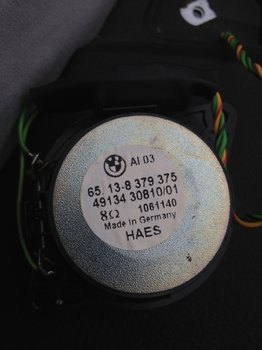 AI 03
65. 13-8 379 375
49134 30810/01
8Ω 1061140
Made in Germany
HAES